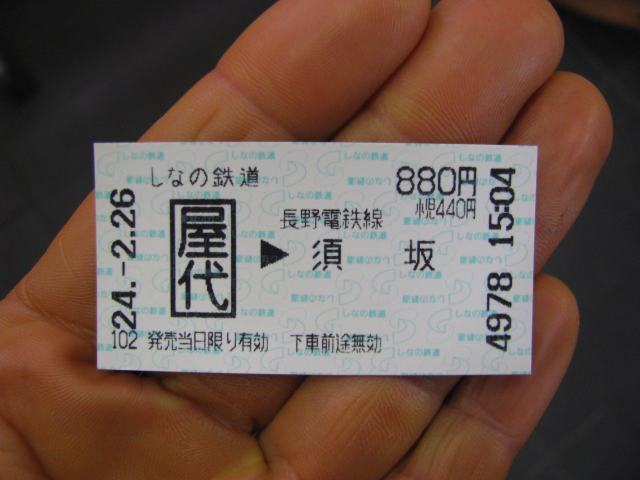 しなの鉄道
880円
小児440円
長野電鉄線
屋代
▶
須坂
24.-2.26
4978 15-04
102 発売当日限り有効 下車前途無効